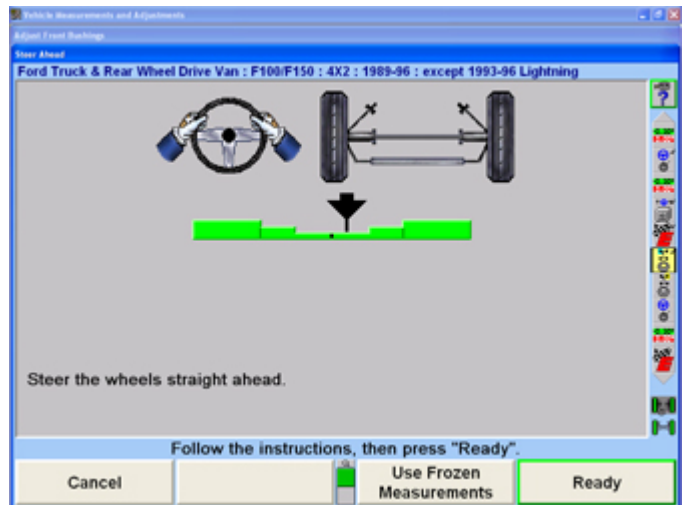 Vehicle Measurements and Adjustments
Adjust Front Bushings
Steer Ahead
Ford Truck & Rear Wheel Drive Van : F100/F150 : 4X2 : 1989-96 : except 1993-96 Lightning
?
Steer the wheels straight ahead.
Follow the instructions, then press "Ready".
Cancel
Use Frozen
Measurements
Ready